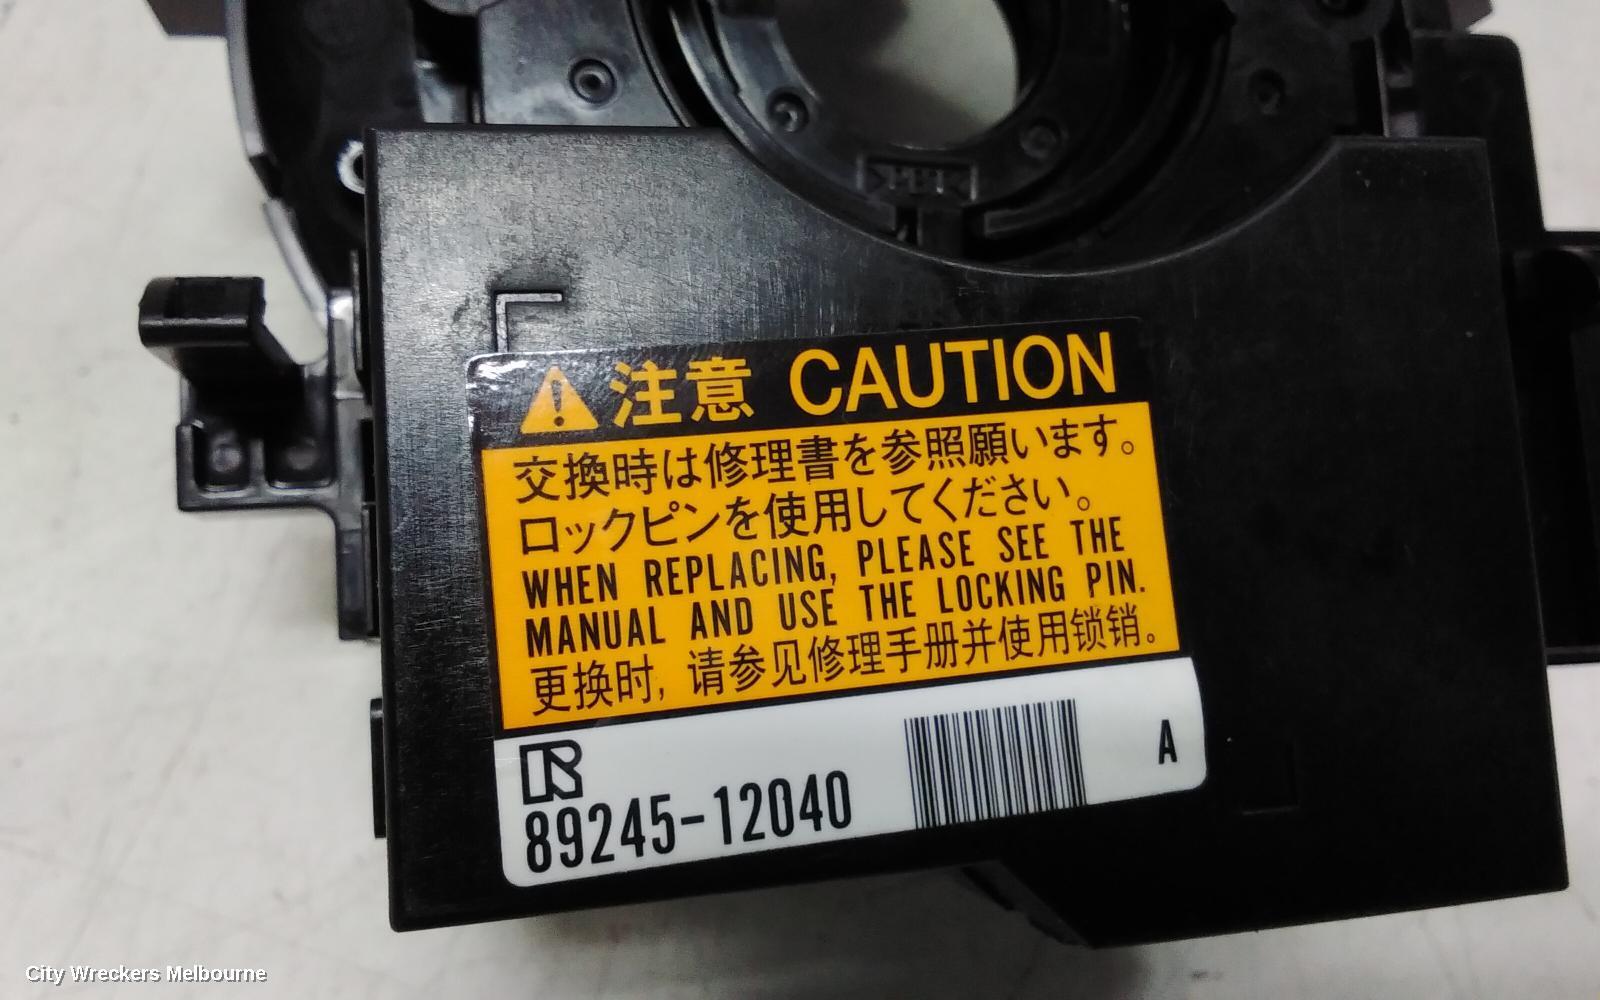 注意 CAUTION
交換時は修理書を参照願います。
ロックピンを使用してください。
WHEN REPLACING, PLEASE SEE THE
MANUAL AND USE THE LOCKING PIN.
更换时, 请参见修理手册并使用锁销。
R
89245-12040
A
City Wreckers Melbourne